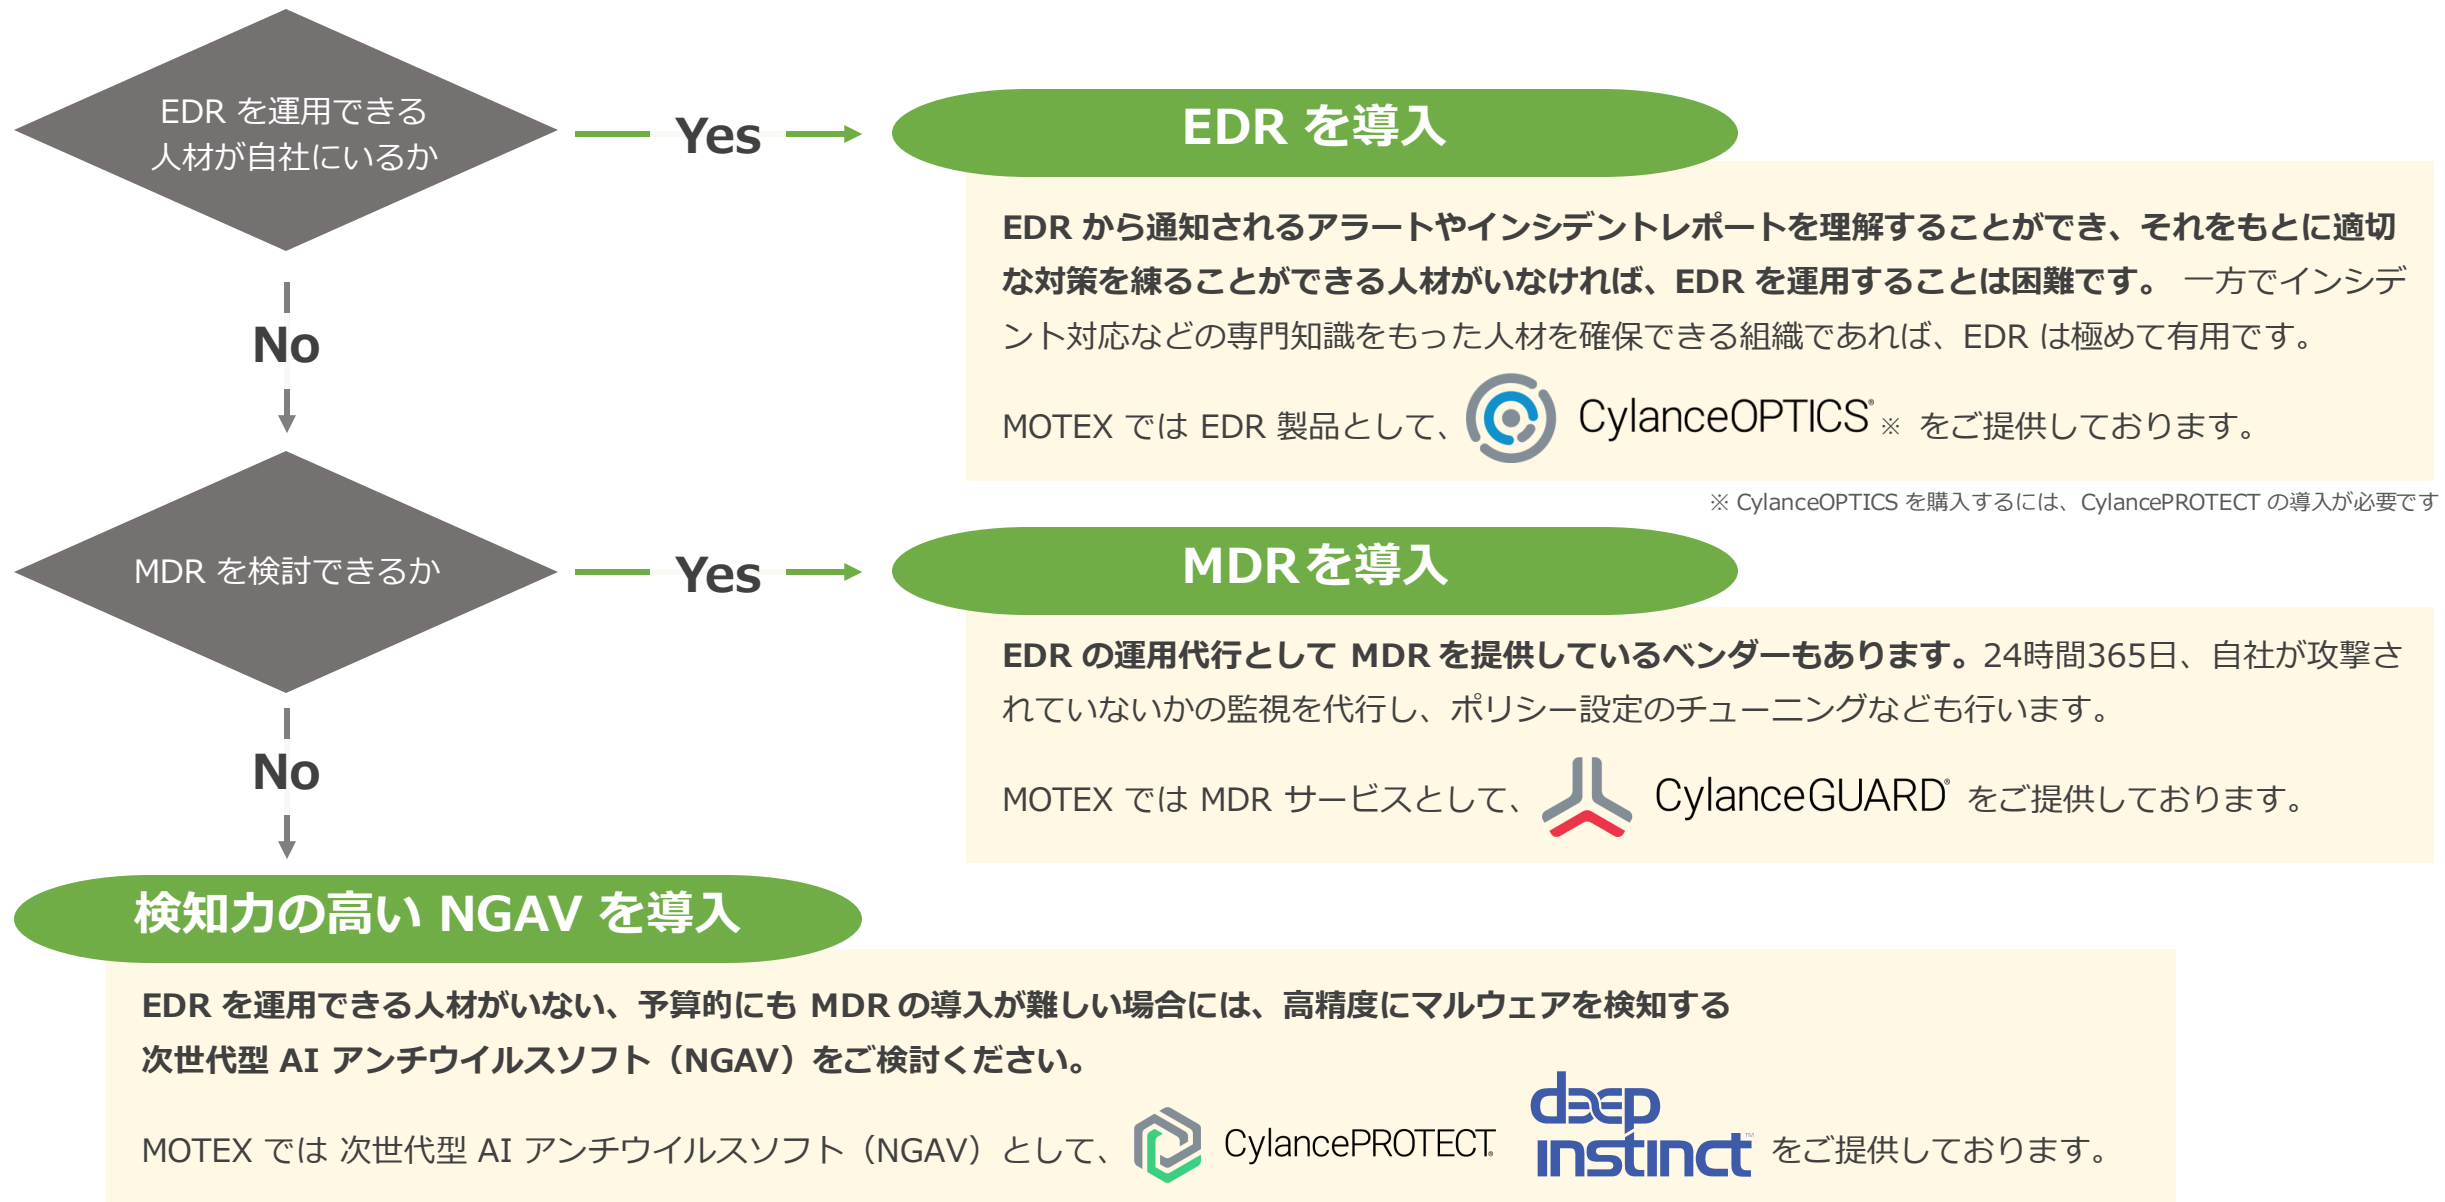 EDR を運用できる
人材が自社にいるか
Yes
EDR を導入
EDR から通知されるアラートやインシデントレポートを理解することができ、それをもとに適切
な対策を練ることができる人材がいなければ、EDR を運用することは困難です。 一方でインシデ
ント対応などの専門知識をもった人材を確保できる組織であれば、EDR は極めて有用です。
MOTEX では EDR 製品として、 CylanceOPTICS® ※ をご提供しております。
※ CylanceOPTICS を購入するには、CylancePROTECT の導入が必要です
No
MDR を検討できるか
Yes
MDRを導入
EDR の運用代行として MDR を提供しているベンダーもあります。24時間365日、自社が攻撃さ
れていないかの監視を代行し、ポリシー設定のチューニングなども行います。
MOTEX では MDR サービスとして、 CylanceGUARD® をご提供しております。
No
検知力の高い NGAV を導入
EDR を運用できる人材がいない、予算的にも MDR の導入が難しい場合には、高精度にマルウェアを検知する
次世代型 AI アンチウイルスソフト（NGAV）をご検討ください。
MOTEX では 次世代型 AI アンチウイルスソフト（NGAV）として、 CylancePROTECT® deep instinct™ をご提供しております。